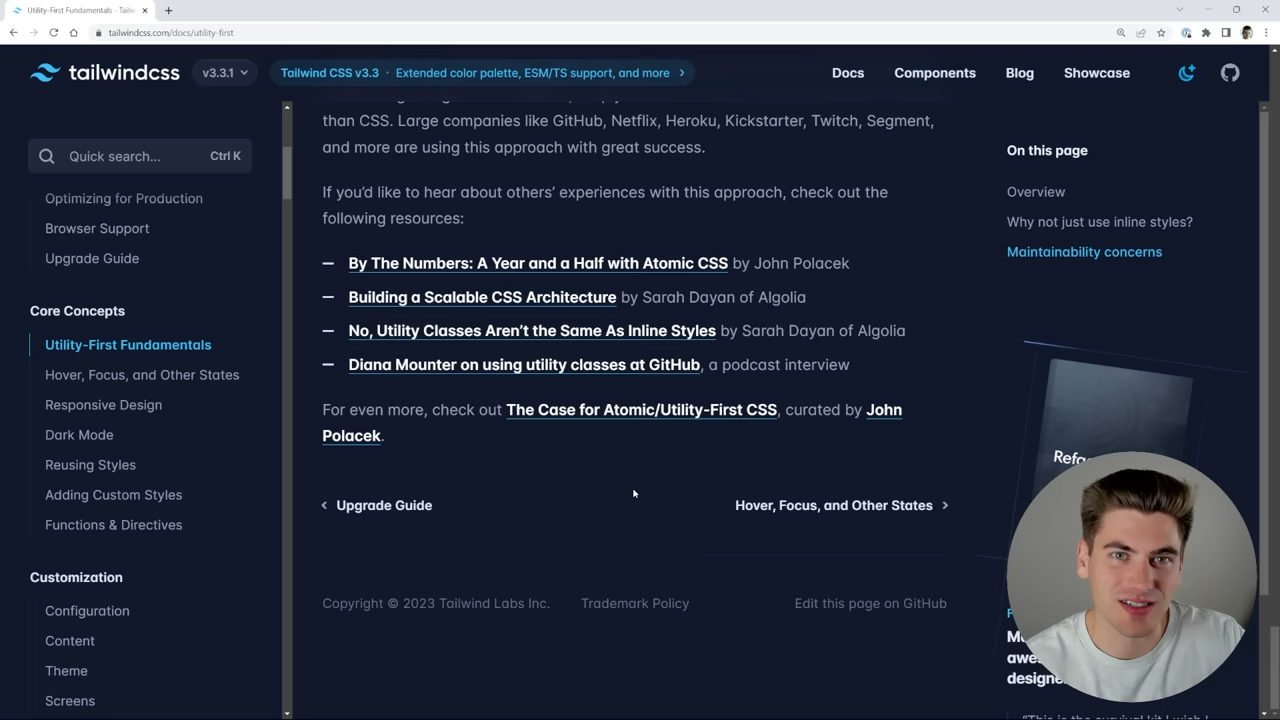 Utility-First Fundamentals - Tailw
tailwindcss.com/docs/utility-first
tailwindcss
v3.3.1
Tailwind CSS v3.3 · Extended color palette, ESM/TS support, and more
Docs
Components
Blog
Showcase
Quick search...
Ctrl K
Optimizing for Production
Browser Support
Upgrade Guide
Core Concepts
Utility-First Fundamentals
Hover, Focus, and Other States
Responsive Design
Dark Mode
Reusing Styles
Adding Custom Styles
Functions & Directives
Customization
Configuration
Content
Theme
Screens
than CSS. Large companies like GitHub, Netflix, Heroku, Kickstarter, Twitch, Segment,
and more are using this approach with great success.
If you’d like to hear about others’ experiences with this approach, check out the
following resources:
— By The Numbers: A Year and a Half with Atomic CSS by John Polacek
— Building a Scalable CSS Architecture by Sarah Dayan of Algolia
— No, Utility Classes Aren’t the Same As Inline Styles by Sarah Dayan of Algolia
— Diana Mounter on using utility classes at GitHub, a podcast interview
For even more, check out The Case for Atomic/Utility-First CSS, curated by John
Polacek.
Upgrade Guide
Hover, Focus, and Other States
Copyright © 2023 Tailwind Labs Inc.
Trademark Policy
Edit this page on GitHub
On this page
Overview
Why not just use inline styles?
Maintainability concerns
Refac
designe
“This is the survival kit I wish I